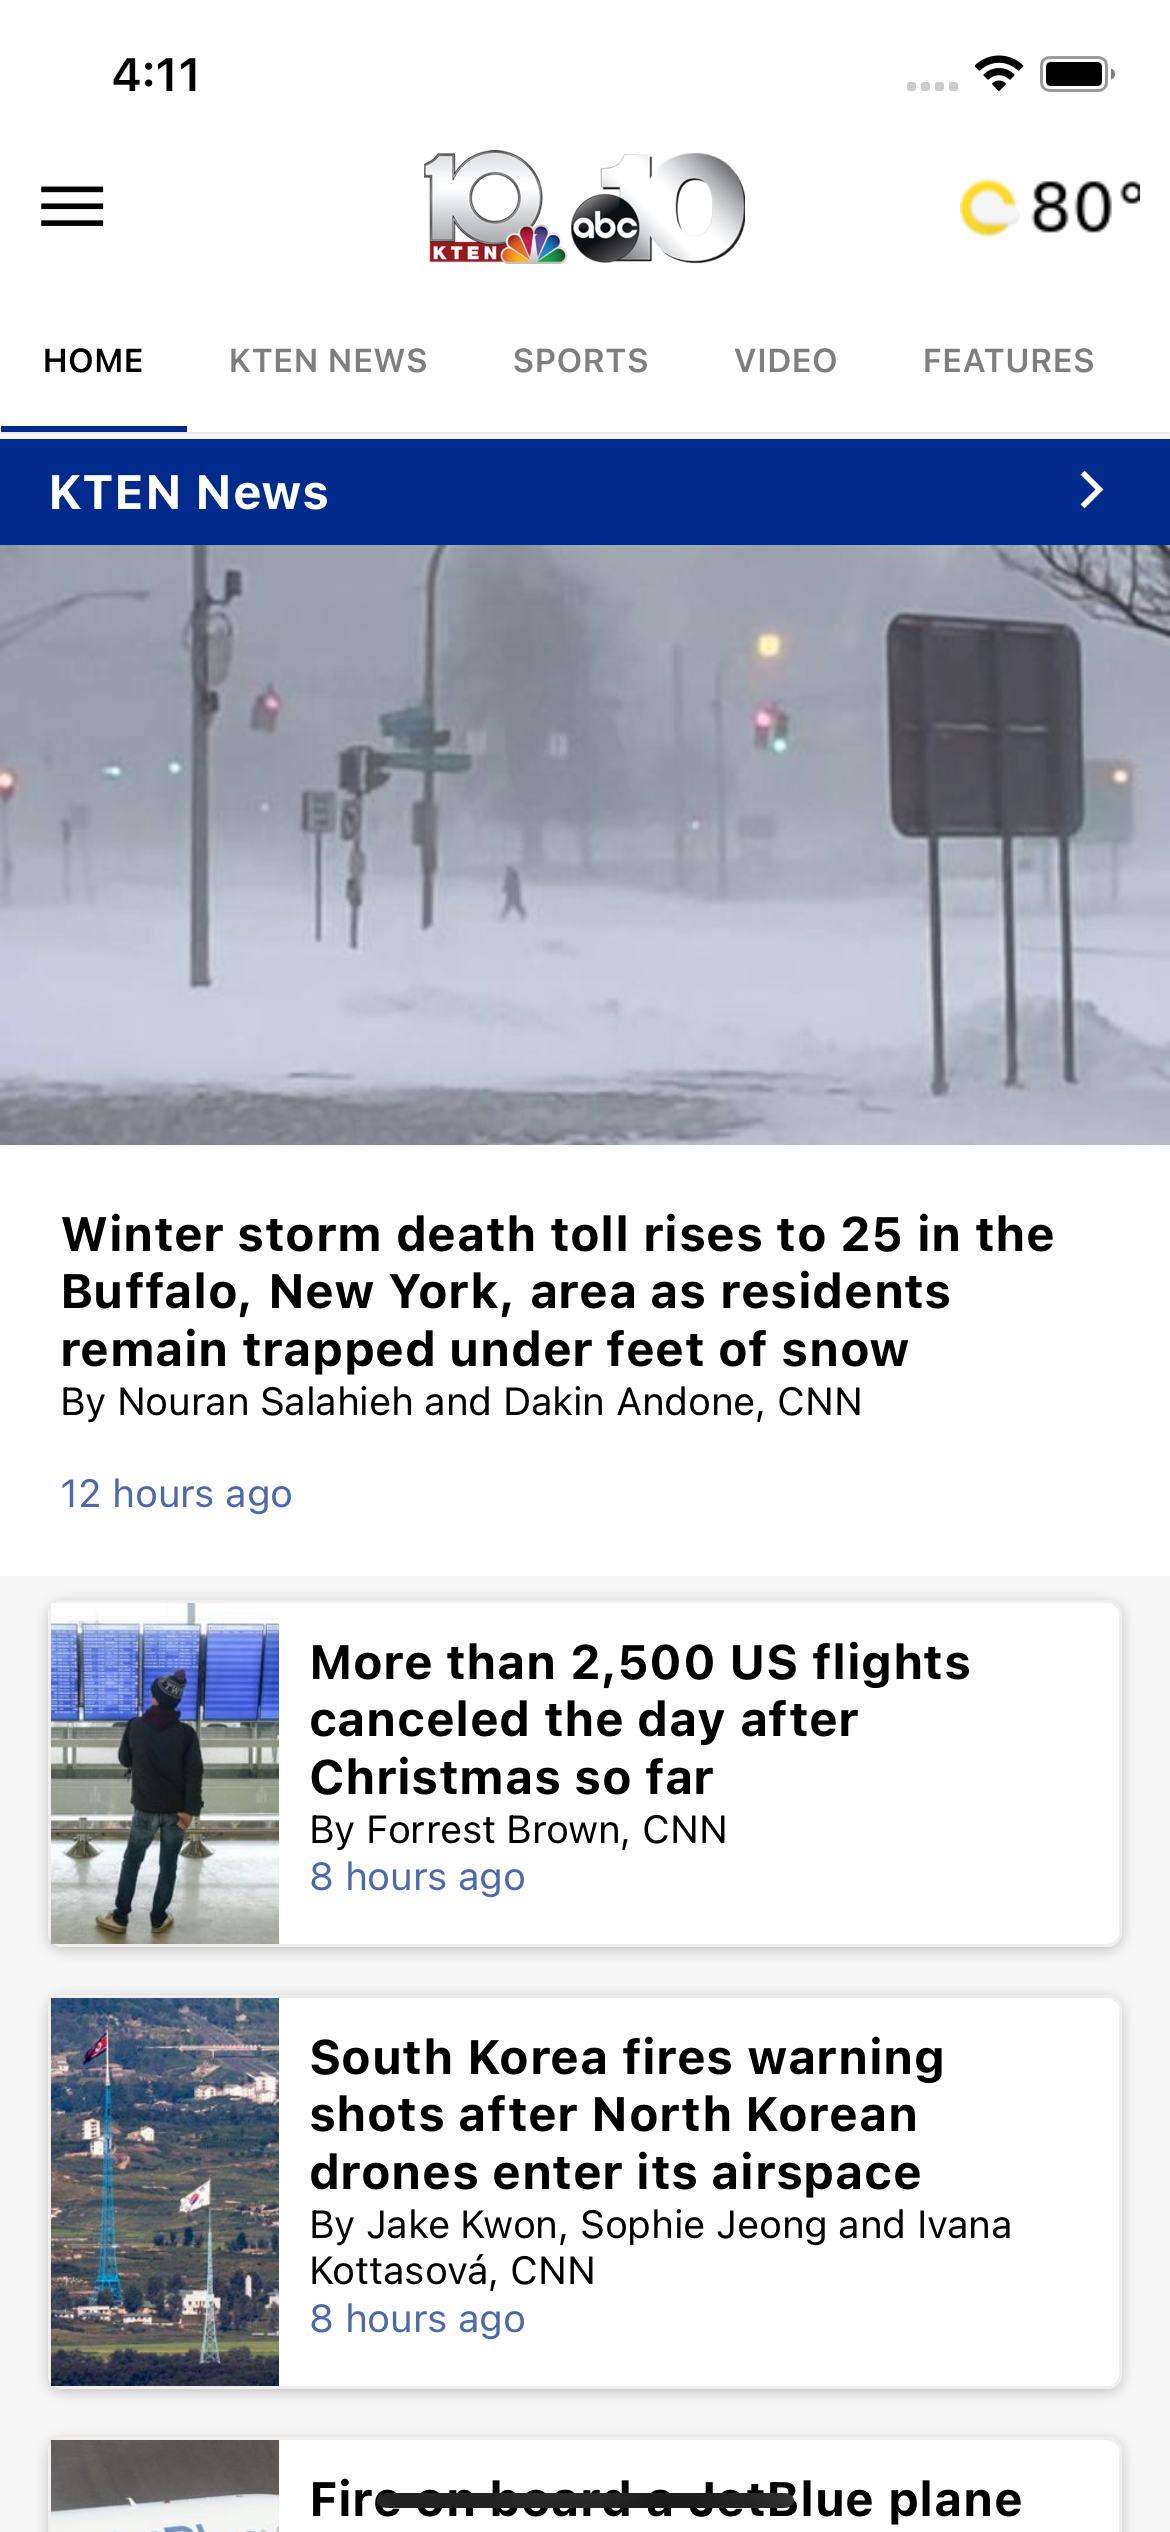 4:11
10 KTEN abc 10
80°
HOME KTEN NEWS SPORTS VIDEO FEATURES
KTEN News
Winter storm death toll rises to 25 in the
Buffalo, New York, area as residents
remain trapped under feet of snow
By Nouran Salahieh and Dakin Andone, CNN
12 hours ago
More than 2,500 US flights
canceled the day after
Christmas so far
By Forrest Brown, CNN
8 hours ago
South Korea fires warning
shots after North Korean
drones enter its airspace
By Jake Kwon, Sophie Jeong and Ivana
Kottasová, CNN
8 hours ago
Fire on board a JetBlue plane